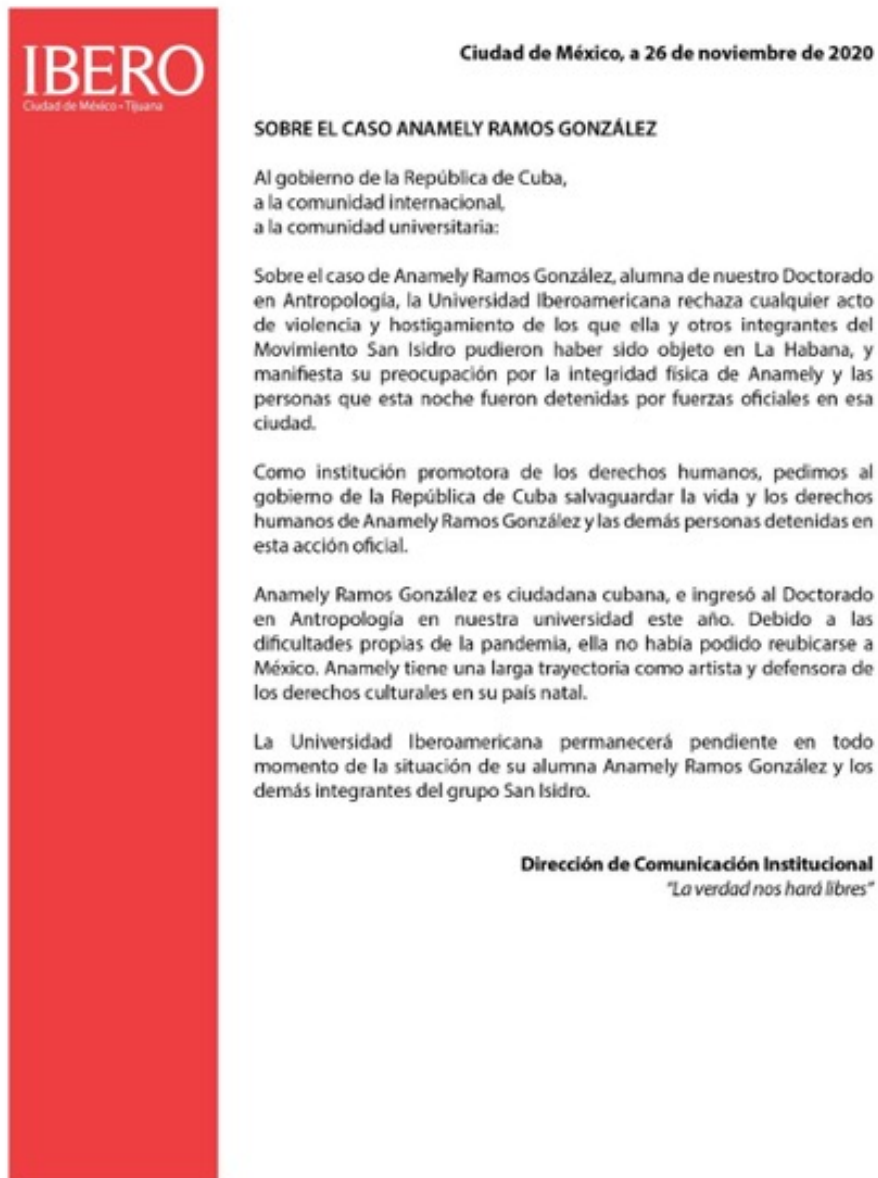 IBERO
Ciudad de México - Tijuana
Ciudad de México, a 26 de noviembre de 2020
SOBRE EL CASO ANAMELY RAMOS GONZÁLEZ
Al gobierno de la República de Cuba,
a la comunidad internacional,
a la comunidad universitaria:
Sobre el caso de Anamely Ramos González, alumna de nuestro Doctorado
en Antropología, la Universidad Iberoamericana rechaza cualquier acto
de violencia y hostigamiento de los que ella y otros integrantes del
Movimiento San Isidro pudieron haber sido objeto en La Habana, y
manifiesta su preocupación por la integridad física de Anamely y las
personas que esta noche fueron detenidas por fuerzas oficiales en esa
ciudad.
Como institución promotora de los derechos humanos, pedimos al
gobierno de la República de Cuba salvaguardar la vida y los derechos
humanos de Anamely Ramos González y las demás personas detenidas en
esta acción oficial.
Anamely Ramos González es ciudadana cubana, e ingresó al Doctorado
en Antropología en nuestra universidad este año. Debido a las
dificultades propias de la pandemia, ella no había podido reubicarse a
México. Anamely tiene una larga trayectoria como artista y defensora de
los derechos culturales en su país natal.
La Universidad Iberoamericana permanecerá pendiente en todo
momento de la situación de su alumna Anamely Ramos González y los
demás integrantes del grupo San Isidro.
Dirección de Comunicación Institucional
"La verdad nos hará libres"